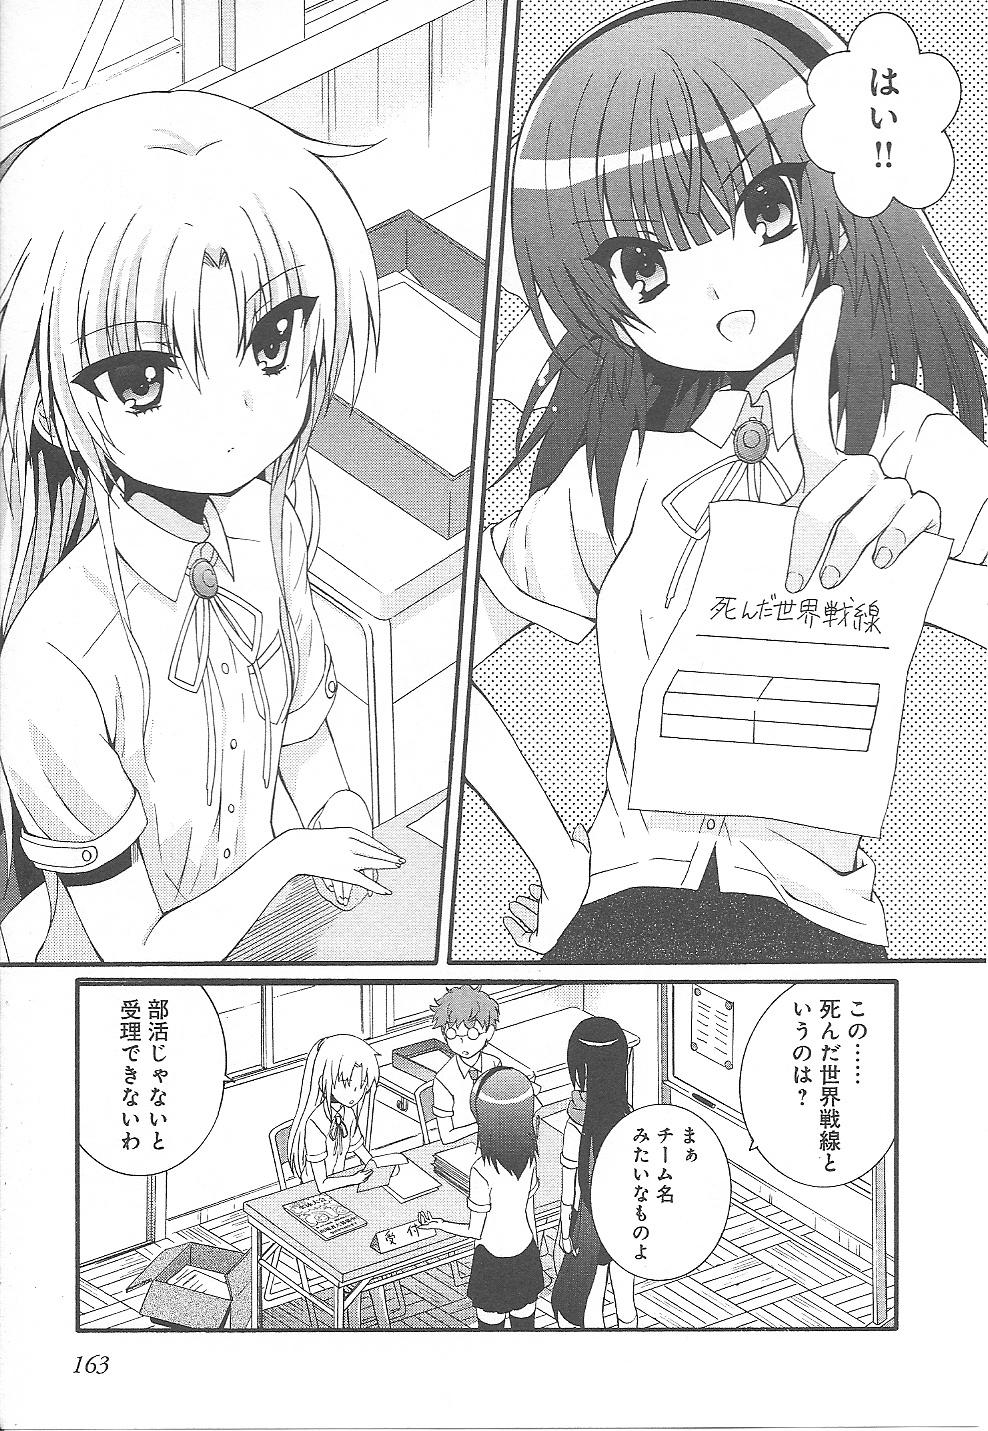 はい!!
死んだ世界戦線
この……
死んだ世界戦線と
いうのは？
まぁ
チーム名
みたいなものよ
部活じゃないと
受理できないわ
受付
163